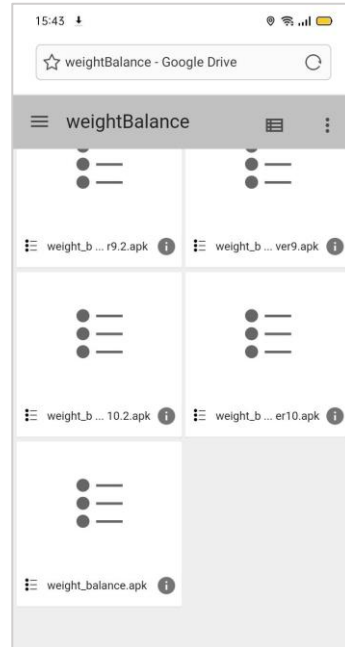 15:43
weightBalance - Google Drive
weightBalance
weight_b ... r9.2.apk
weight_b ... ver9.apk
weight_b ... 10.2.apk
weight_b ... er10.apk
weight_balance.apk